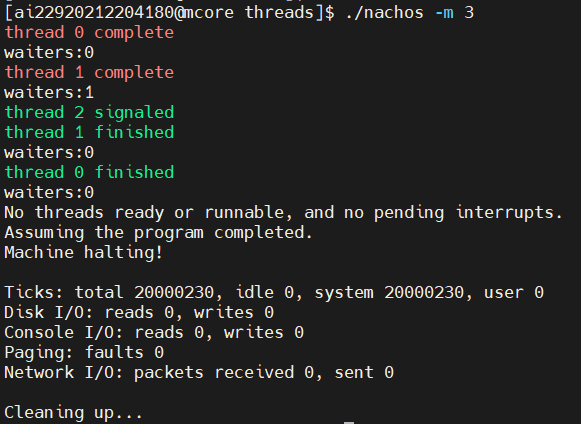 [ai22920212204180@mcore threads]$ ./nachos -m 3
thread 0 complete
waiters:0
thread 1 complete
waiters:1
thread 2 signaled
thread 1 finished
waiters:0
thread 0 finished
waiters:0
No threads ready or runnable, and no pending interrupts.
Assuming the program completed.
Machine halting!

Ticks: total 20000230, idle 0, system 20000230, user 0
Disk I/O: reads 0, writes 0
Console I/O: reads 0, writes 0
Paging: faults 0
Network I/O: packets received 0, sent 0

Cleaning up...